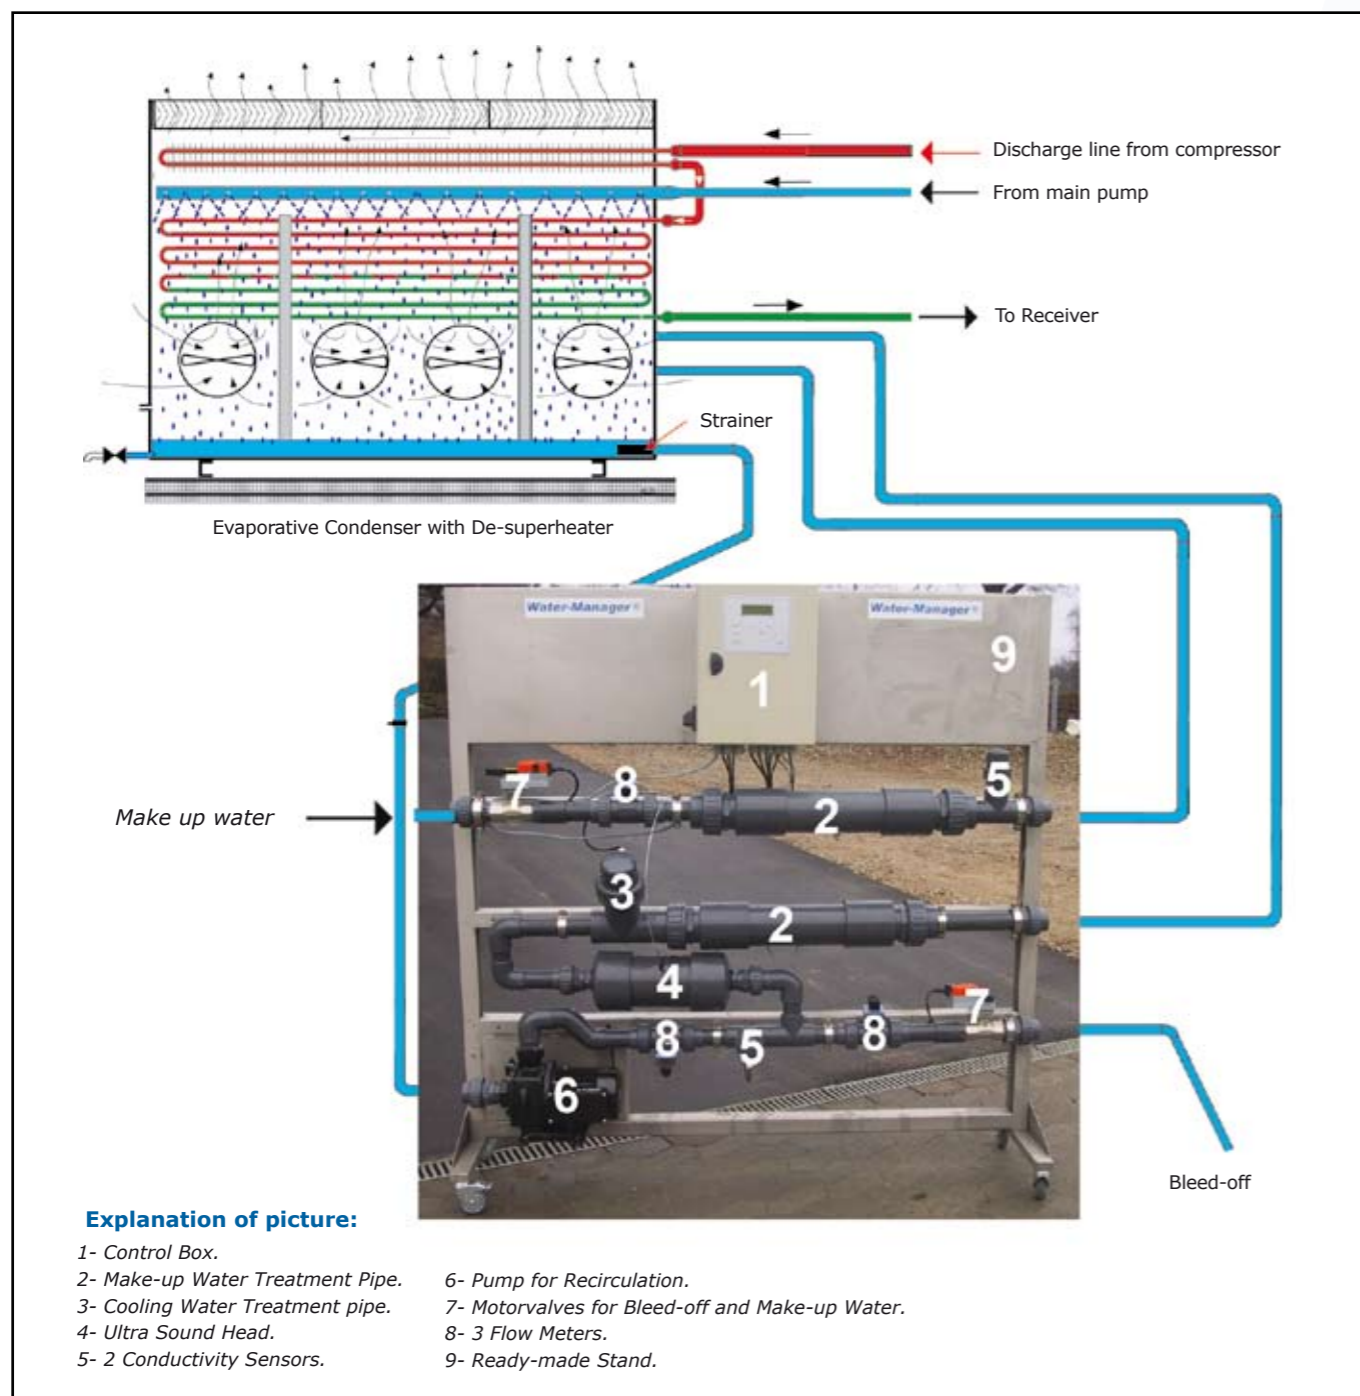 Discharge line from compressor
From main pump
To Receiver
Strainer
Evaporative Condenser with De-superheater
Water-Manager®
Water-Manager®
9
1
Make up water
7
8
5
2
3
2
4
7
8
5
8
6
Bleed-off
Explanation of picture:
1- Control Box.
2- Make-up Water Treatment Pipe.
3- Cooling Water Treatment pipe.
4- Ultra Sound Head.
5- 2 Conductivity Sensors.
6- Pump for Recirculation.
7- Motorvalves for Bleed-off and Make-up Water.
8- 3 Flow Meters.
9- Ready-made Stand.